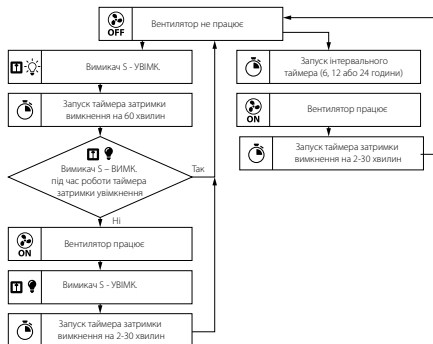 OFF
Вентилятор не працює
Вимикач S - УВІМК.
Запуск таймера затримки
вимкнення на 60 хвилин
Вимикач S – ВИМК.
під час роботи таймера
затримки увімкнення
Так
Ні
ON
Вентилятор працює
Вимикач S - УВІМК.
Запуск таймера затримки
вимкнення на 2-30 хвилин
Запуск інтервального
таймера (6, 12 або 24 години)
ON
Вентилятор працює
Запуск таймера затримки
вимкнення на 2-30 хвилин